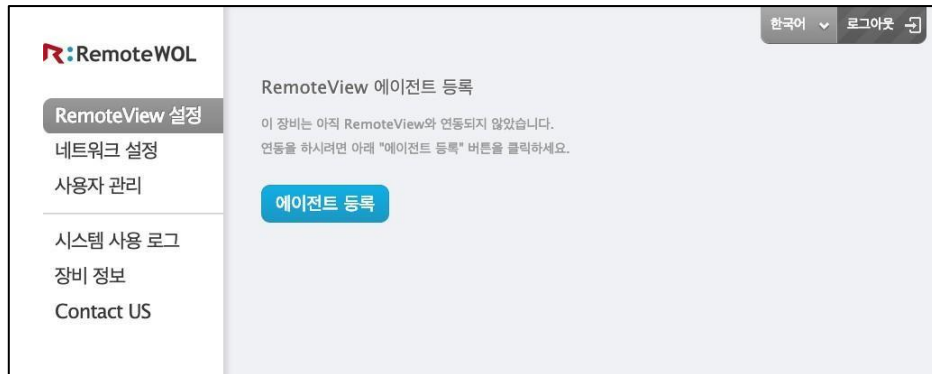 한국어
로그아웃
R:RemoteWOL
RemoteView 설정
네트워크 설정
사용자 관리
시스템 사용 로그
장비 정보
Contact US
RemoteView 에이전트 등록
이 장비는 아직 RemoteView와 연동되지 않았습니다.
연동을 하시려면 아래 "에이전트 등록" 버튼을 클릭하세요.
에이전트 등록